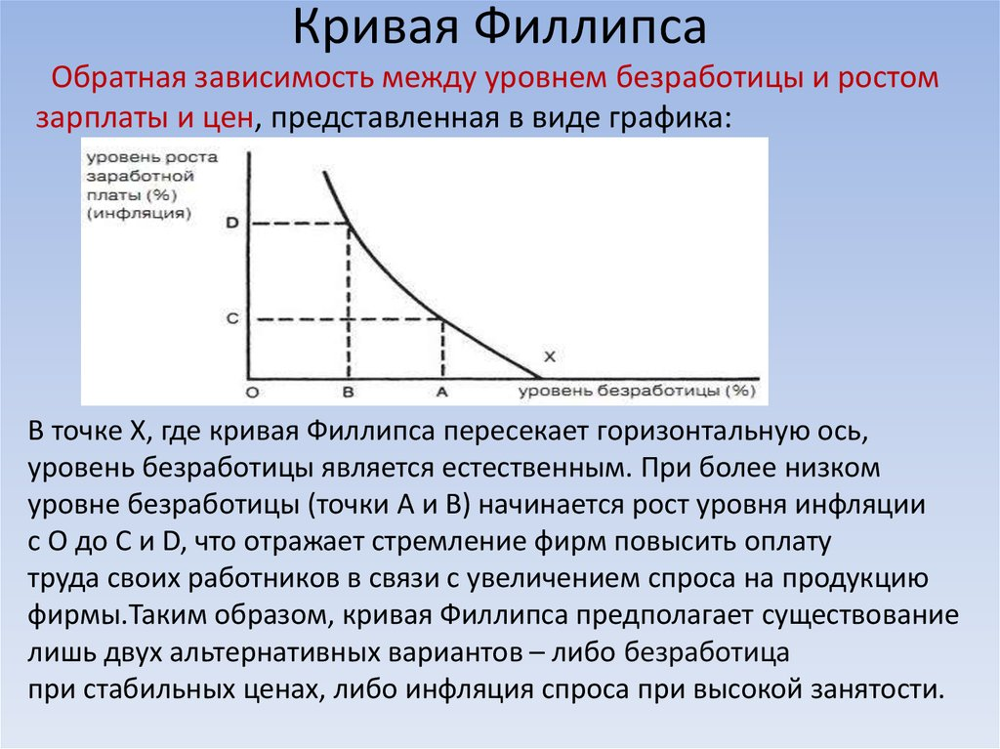 Кривая Филлипса
Обратная зависимость между уровнем безработицы и ростом
зарплаты и цен, представленная в виде графика:
уровень роста
заработной
платы (%)
(инфляция)
D
C
X
O B A уровень безработицы (%)
В точке X, где кривая Филлипса пересекает горизонтальную ось,
уровень безработицы является естественным. При более низком
уровне безработицы (точки А и В) начинается рост уровня инфляции
с О до С и D, что отражает стремление фирм повысить оплату
труда своих работников в связи с увеличением спроса на продукцию
фирмы.Таким образом, кривая Филлипса предполагает существование
лишь двух альтернативных вариантов – либо безработица
при стабильных ценах, либо инфляция спроса при высокой занятости.